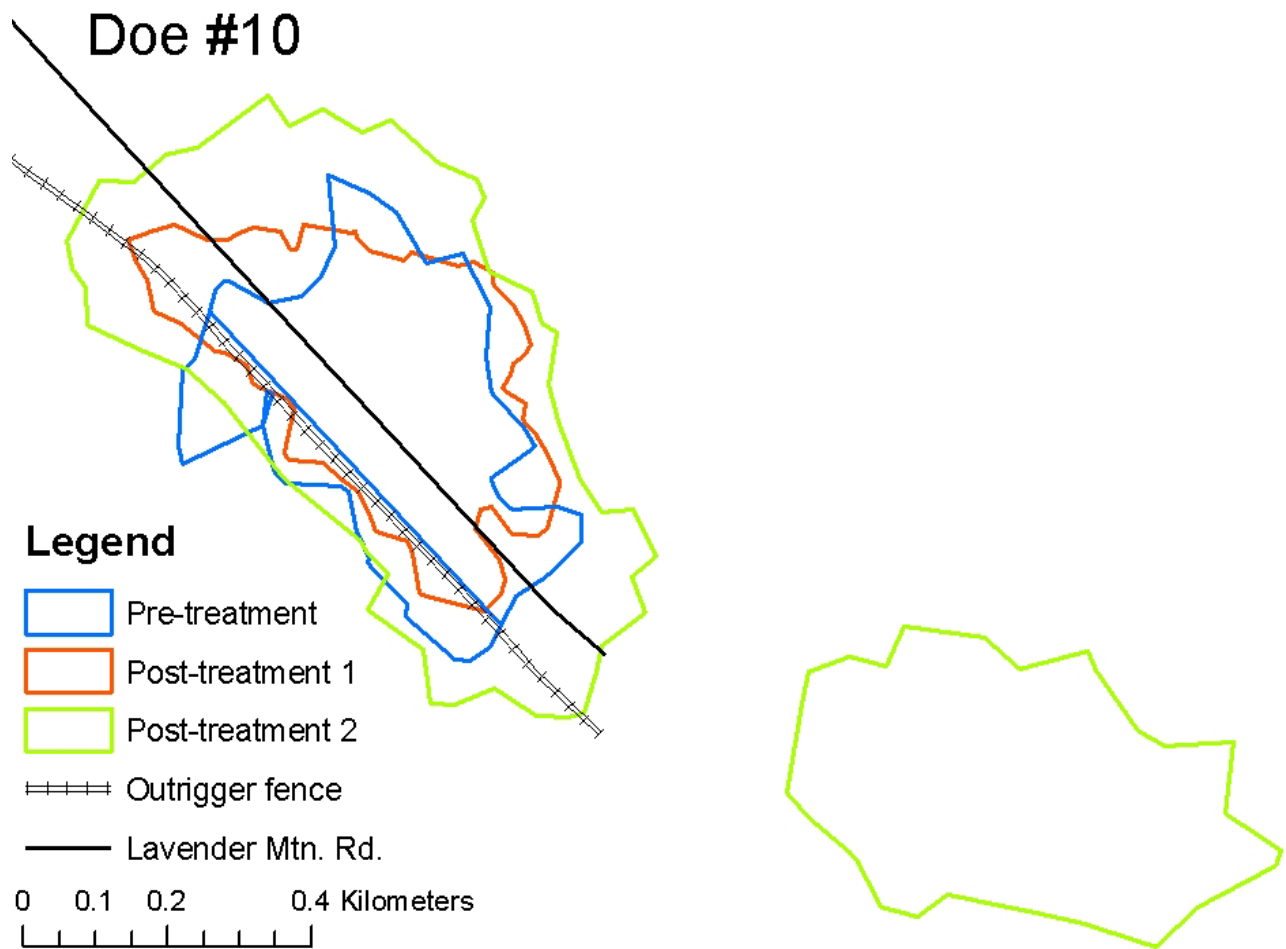 Doe #10
Legend
Pre-treatment
Post-treatment 1
Post-treatment 2
Outrigger fence
Lavender Mtn. Rd.
0 0.1 0.2 0.4 Kilometers